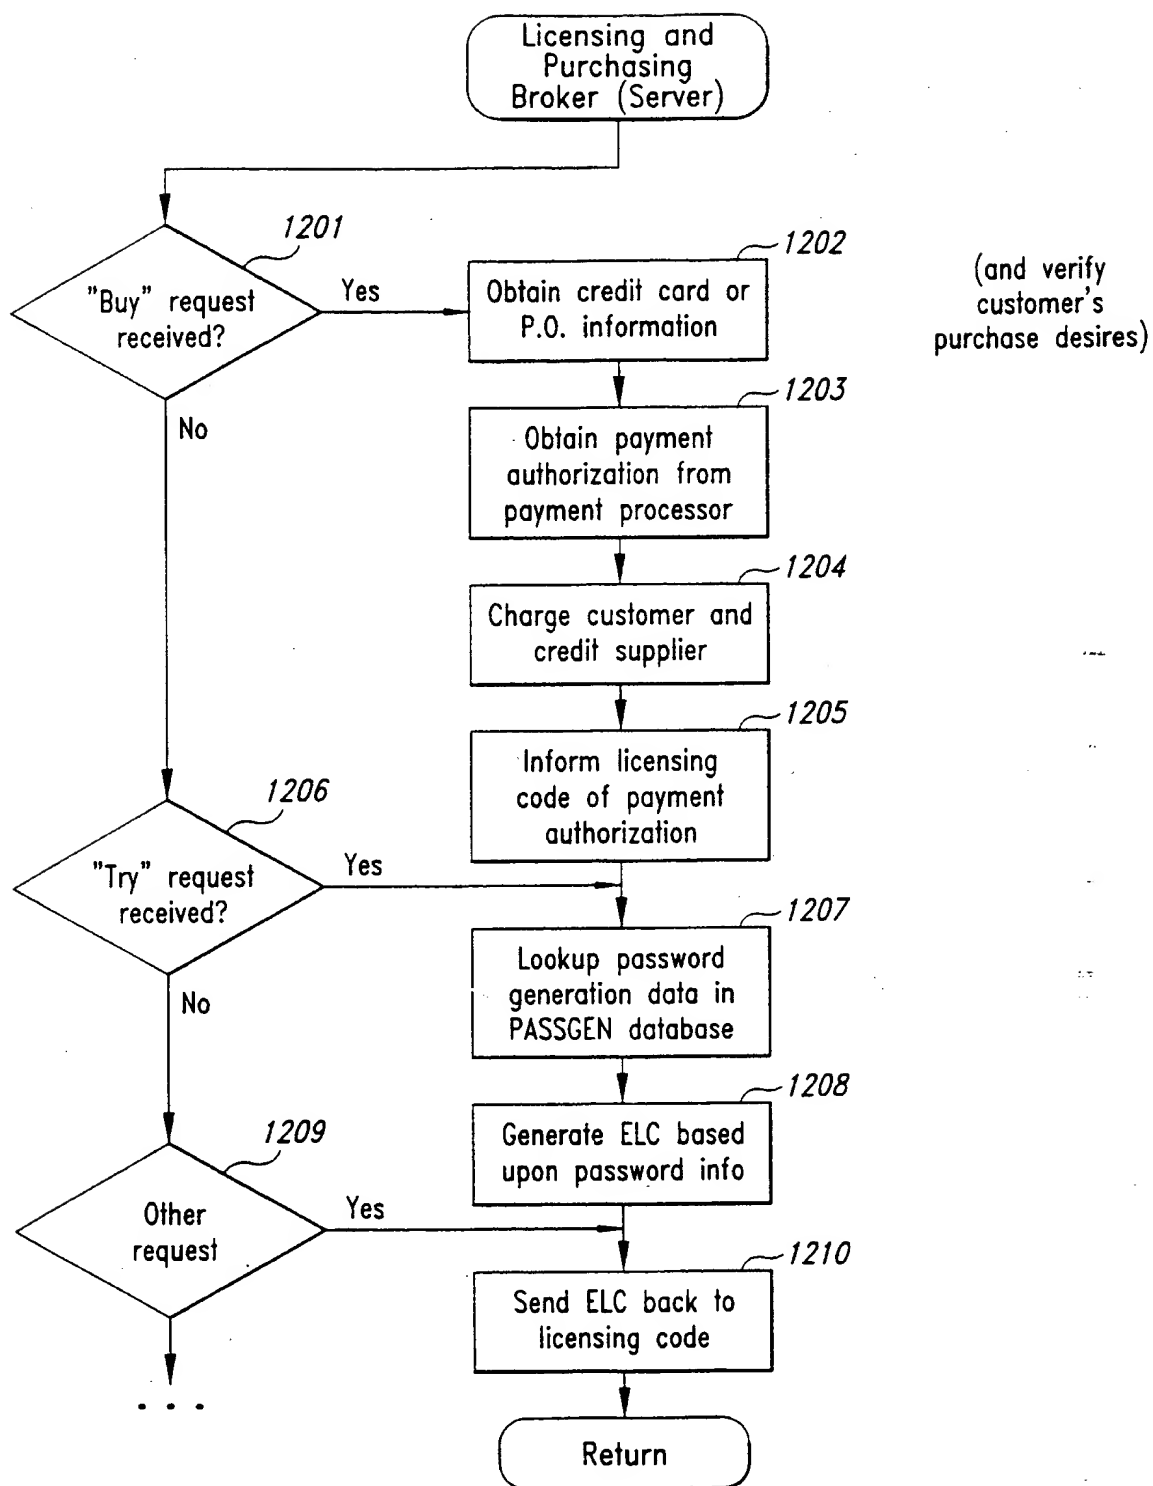 Licensing and
Purchasing
Broker (Server)
1201
"Buy" request
received?
Yes
No
1202
Obtain credit card or
P.O. information
(and verify
customer's
purchase desires)
1203
Obtain payment
authorization from
payment processor
1204
Charge customer and
credit supplier
1205
Inform licensing
code of payment
authorization
1206
"Try" request
received?
Yes
No
1207
Lookup password
generation data in
PASSGEN database
1208
Generate ELC based
upon password info
1209
Other
request
Yes
1210
Send ELC back to
licensing code
. . .
Return